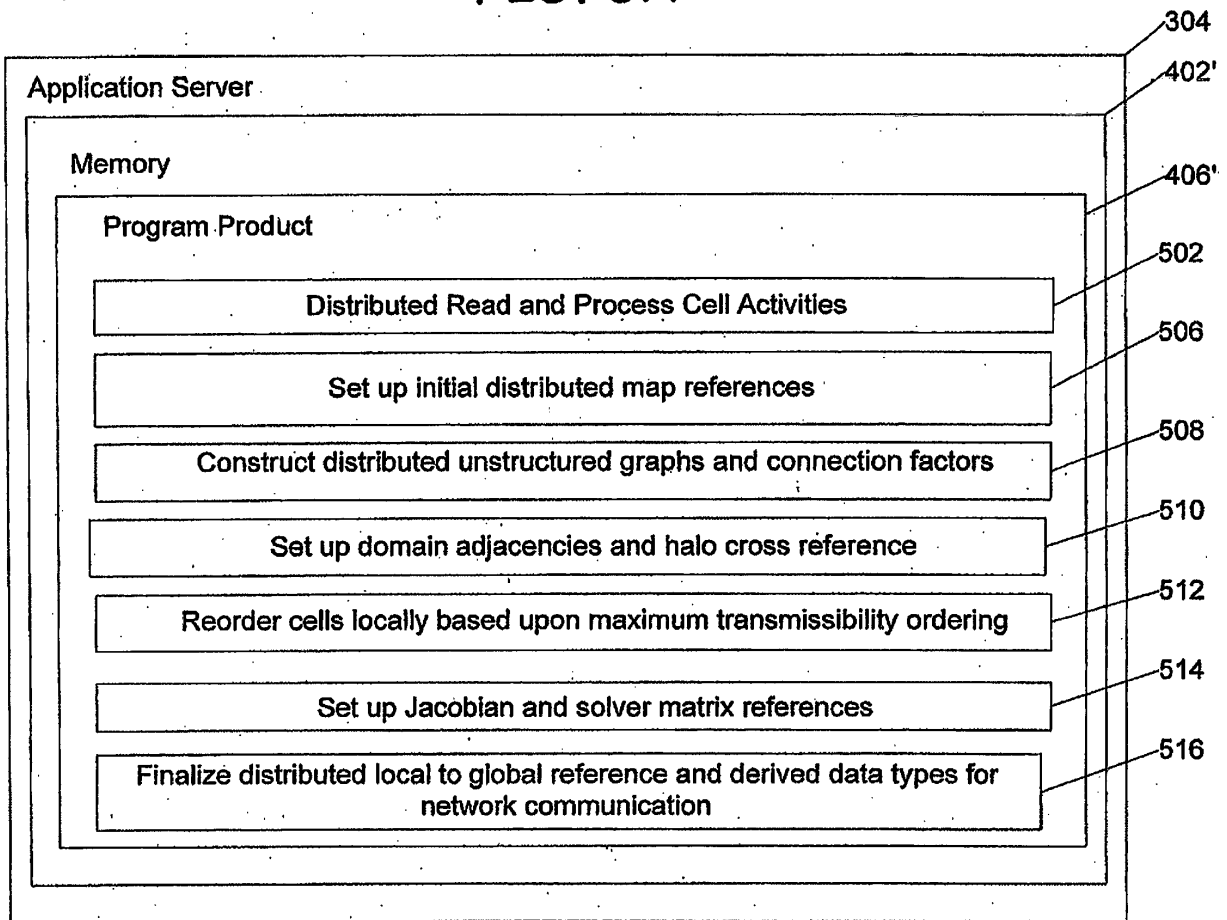 304
Application Server
402'
Memory
406'
Program Product
502
Distributed Read and Process Cell Activities
506
Set up initial distributed map references
508
Construct distributed unstructured graphs and connection factors
510
Set up domain adjacencies and halo cross reference
512
Reorder cells locally based upon maximum transmissibility ordering
514
Set up Jacobian and solver matrix references
516
Finalize distributed local to global reference and derived data types for
network communication